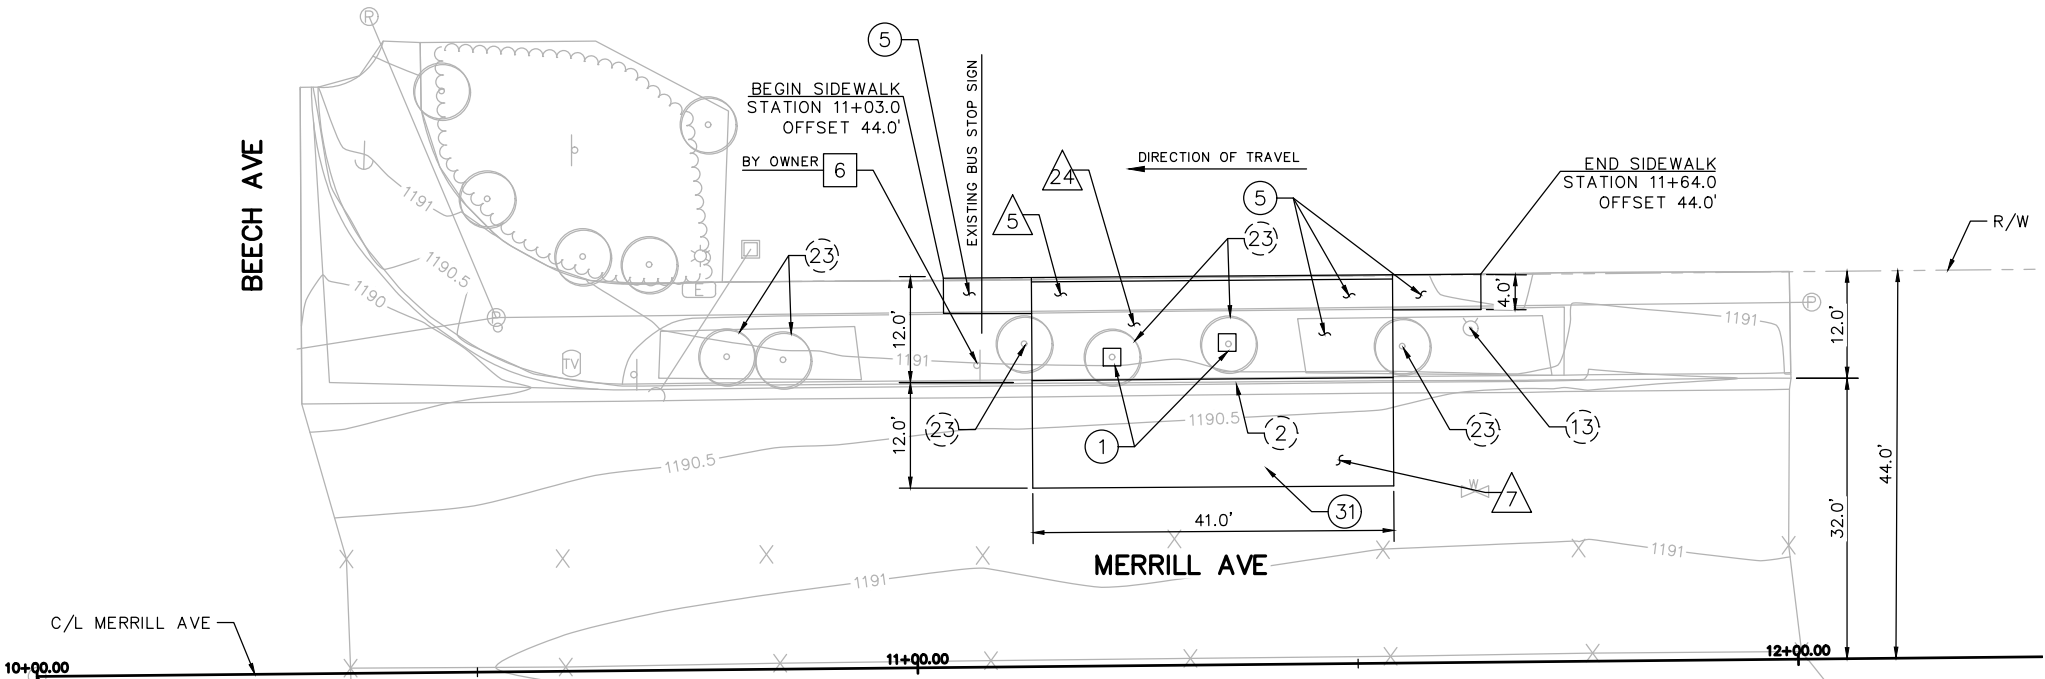 R
5
BEGIN SIDEWALK
STATION 11+03.0
OFFSET 44.0'
EXISTING BUS STOP SIGN
BY OWNER
6
24
DIRECTION OF TRAVEL
END SIDEWALK
STATION 11+64.0
OFFSET 44.0'
5
5
R/W
BEECH AVE
1191
23
23
1190.5
1190
E
P
P
4.0'
12.0'
12.0'
1191
1191
TV
23
1
2
1190.5
23
13
12.0'
1190.5
44.0'
W
7
31
32.0'
41.0'
MERRILL AVE
1191
1191
C/L MERRILL AVE
10+00.00
11+00.00
12+00.00